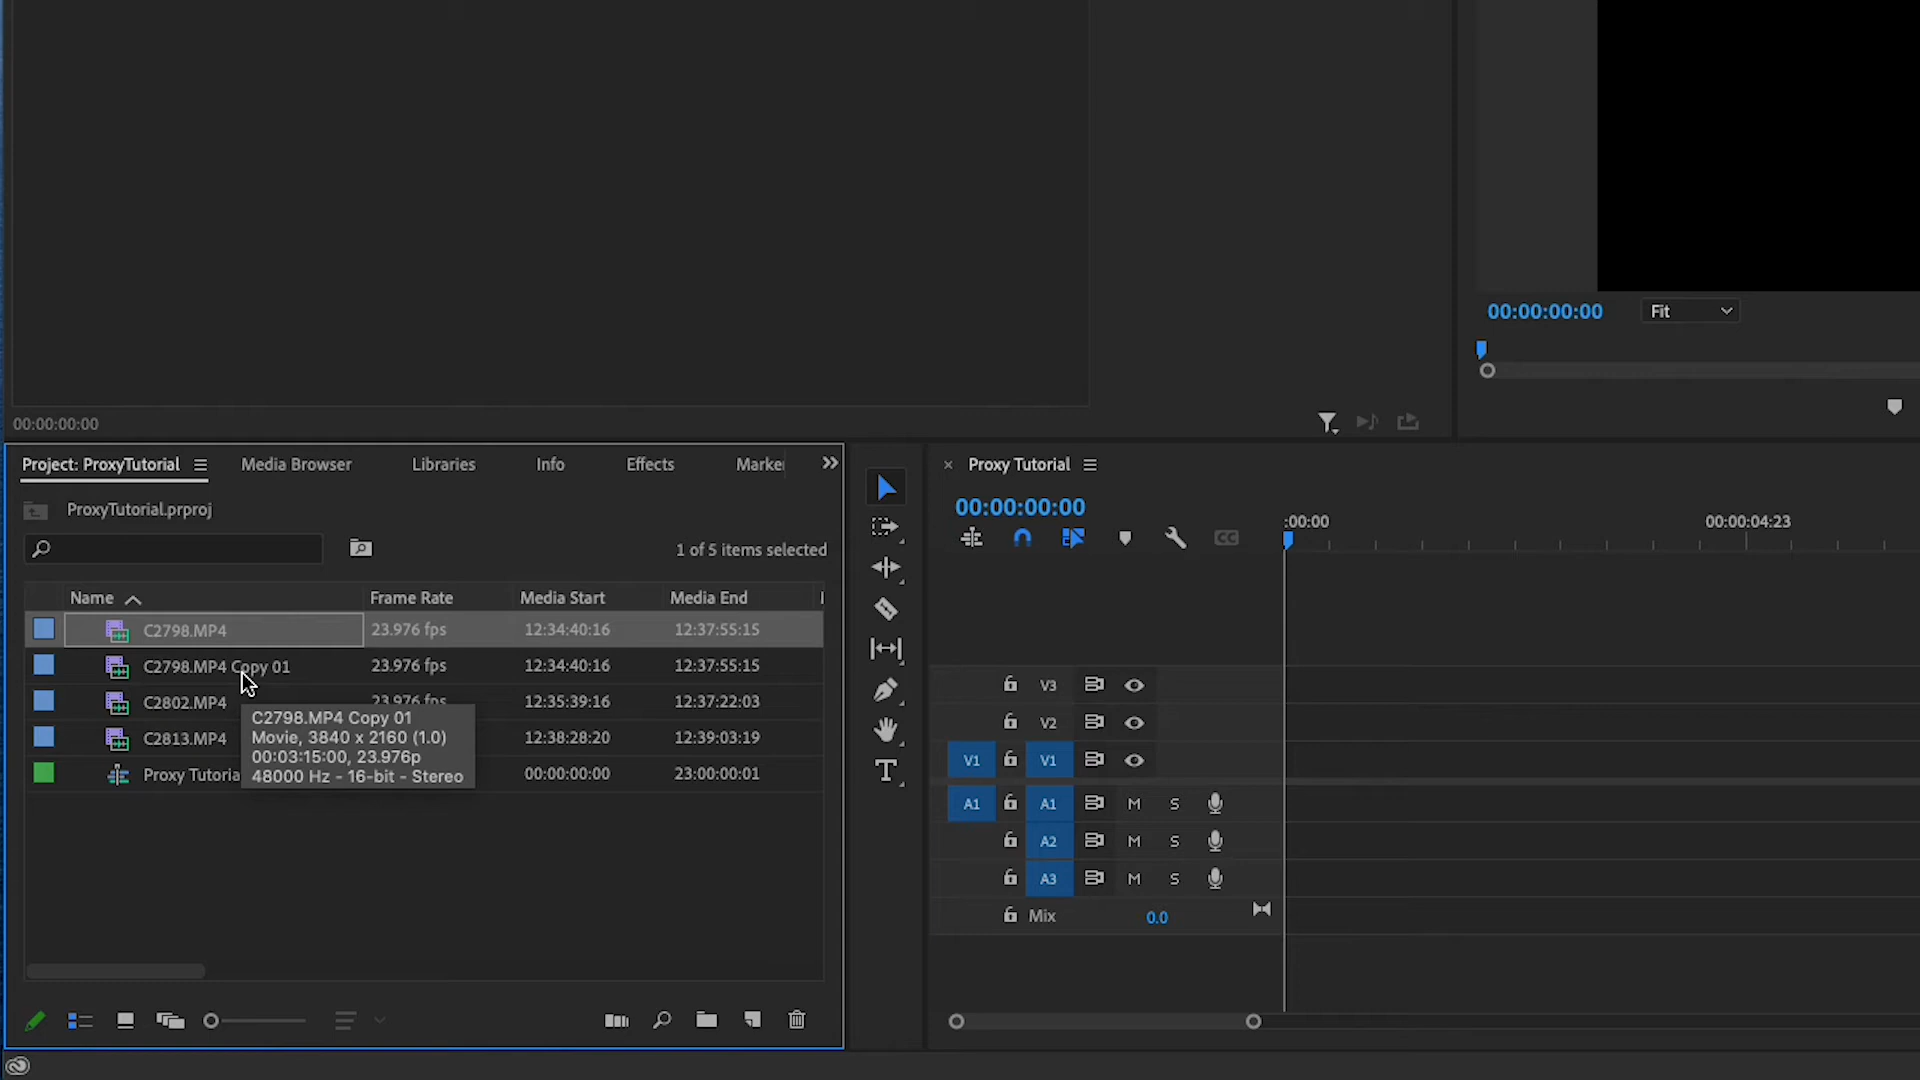 00:00:00:00
Fit
00:00:00:00
Project: ProxyTutorial
Media Browser
Libraries
Info
Effects
Marke
ProxyTutorial.prproj
1 of 5 items selected
Name
Frame Rate
Media Start
Media End
C2798.MP4
23.976 fps
12:34:40:16
12:37:55:15
C2798.MP4 Copy 01
23.976 fps
12:34:40:16
12:37:55:15
C2802.MP4
23.976 fps
12:35:39:16
12:37:22:03
C2813.MP4
12:38:28:20
12:39:03:19
Proxy Tutoria
00:00:00:00
23:00:00:01
C2798.MP4 Copy 01
Movie, 3840 x 2160 (1.0)
00:03:15:00, 23.976p
48000 Hz - 16-bit - Stereo
Proxy Tutorial
00:00:00:00
CC
:00:00
00:00:04:23
V3
V2
V1
V1
A1
A1
M
S
A2
M
S
A3
M
S
Mix
0.0